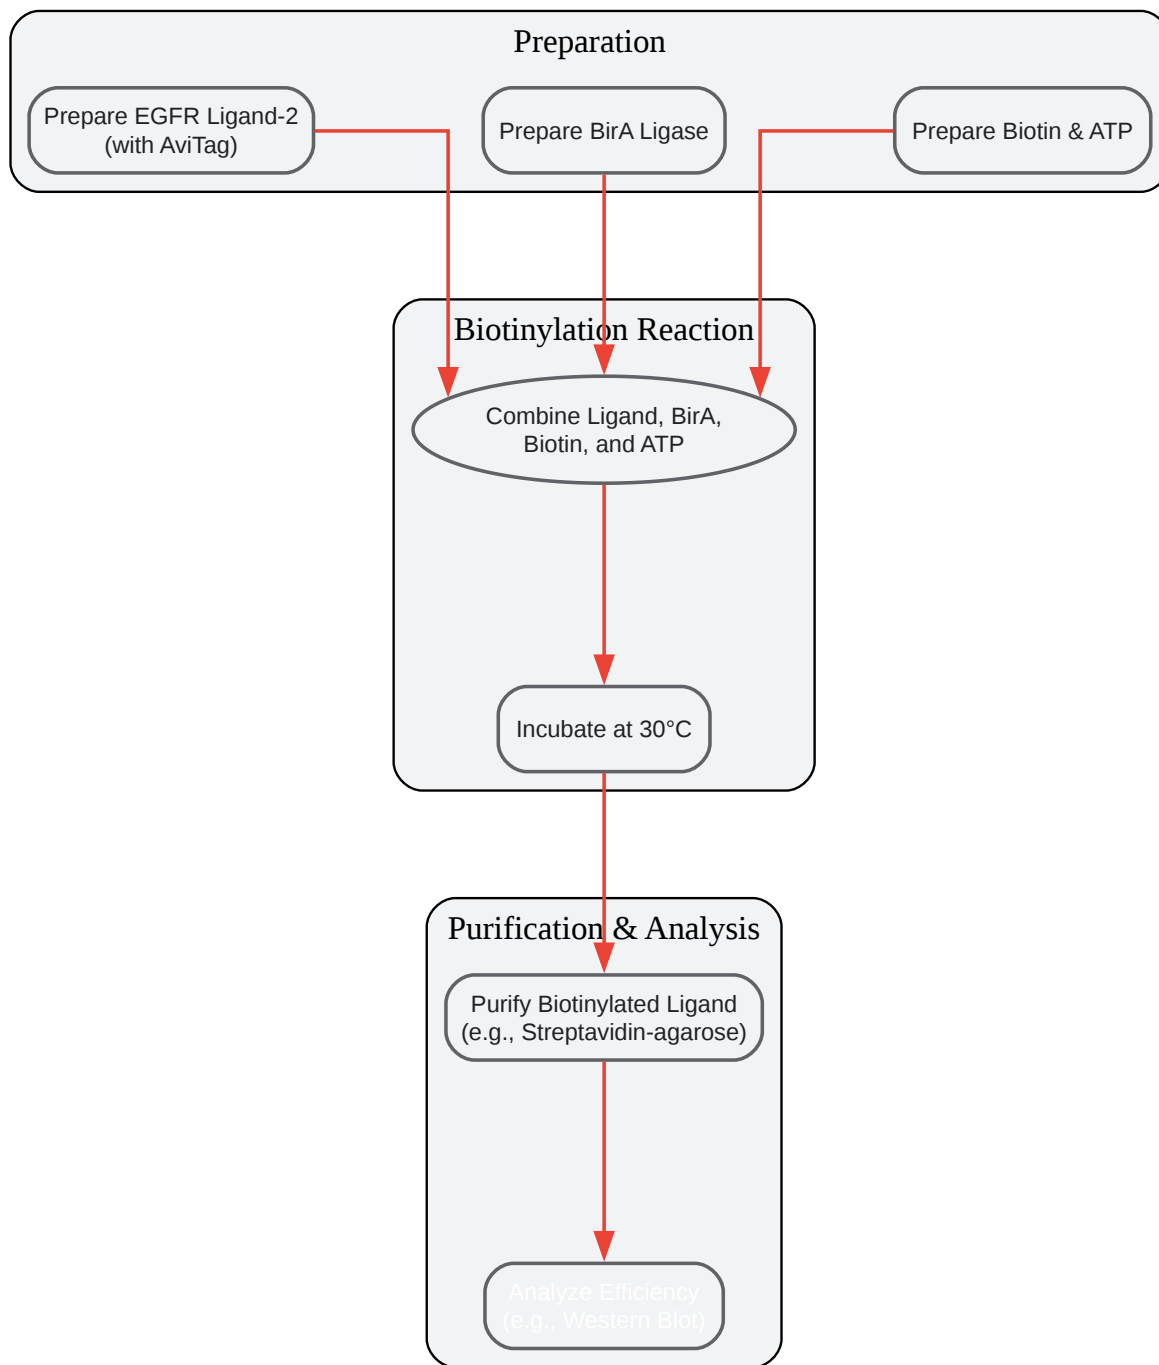 Preparation
Prepare EGFR Ligand-2
(with AviTag)
Prepare BirA Ligase
Prepare Biotin & ATP
Biotinylation Reaction
Combine Ligand, BirA,
Biotin, and ATP
Incubate at 30°C
Purification & Analysis
Purify Biotinylated Ligand
(e.g., Streptavidin-agarose)
Analyze Efficiency
(e.g., Western Blot)